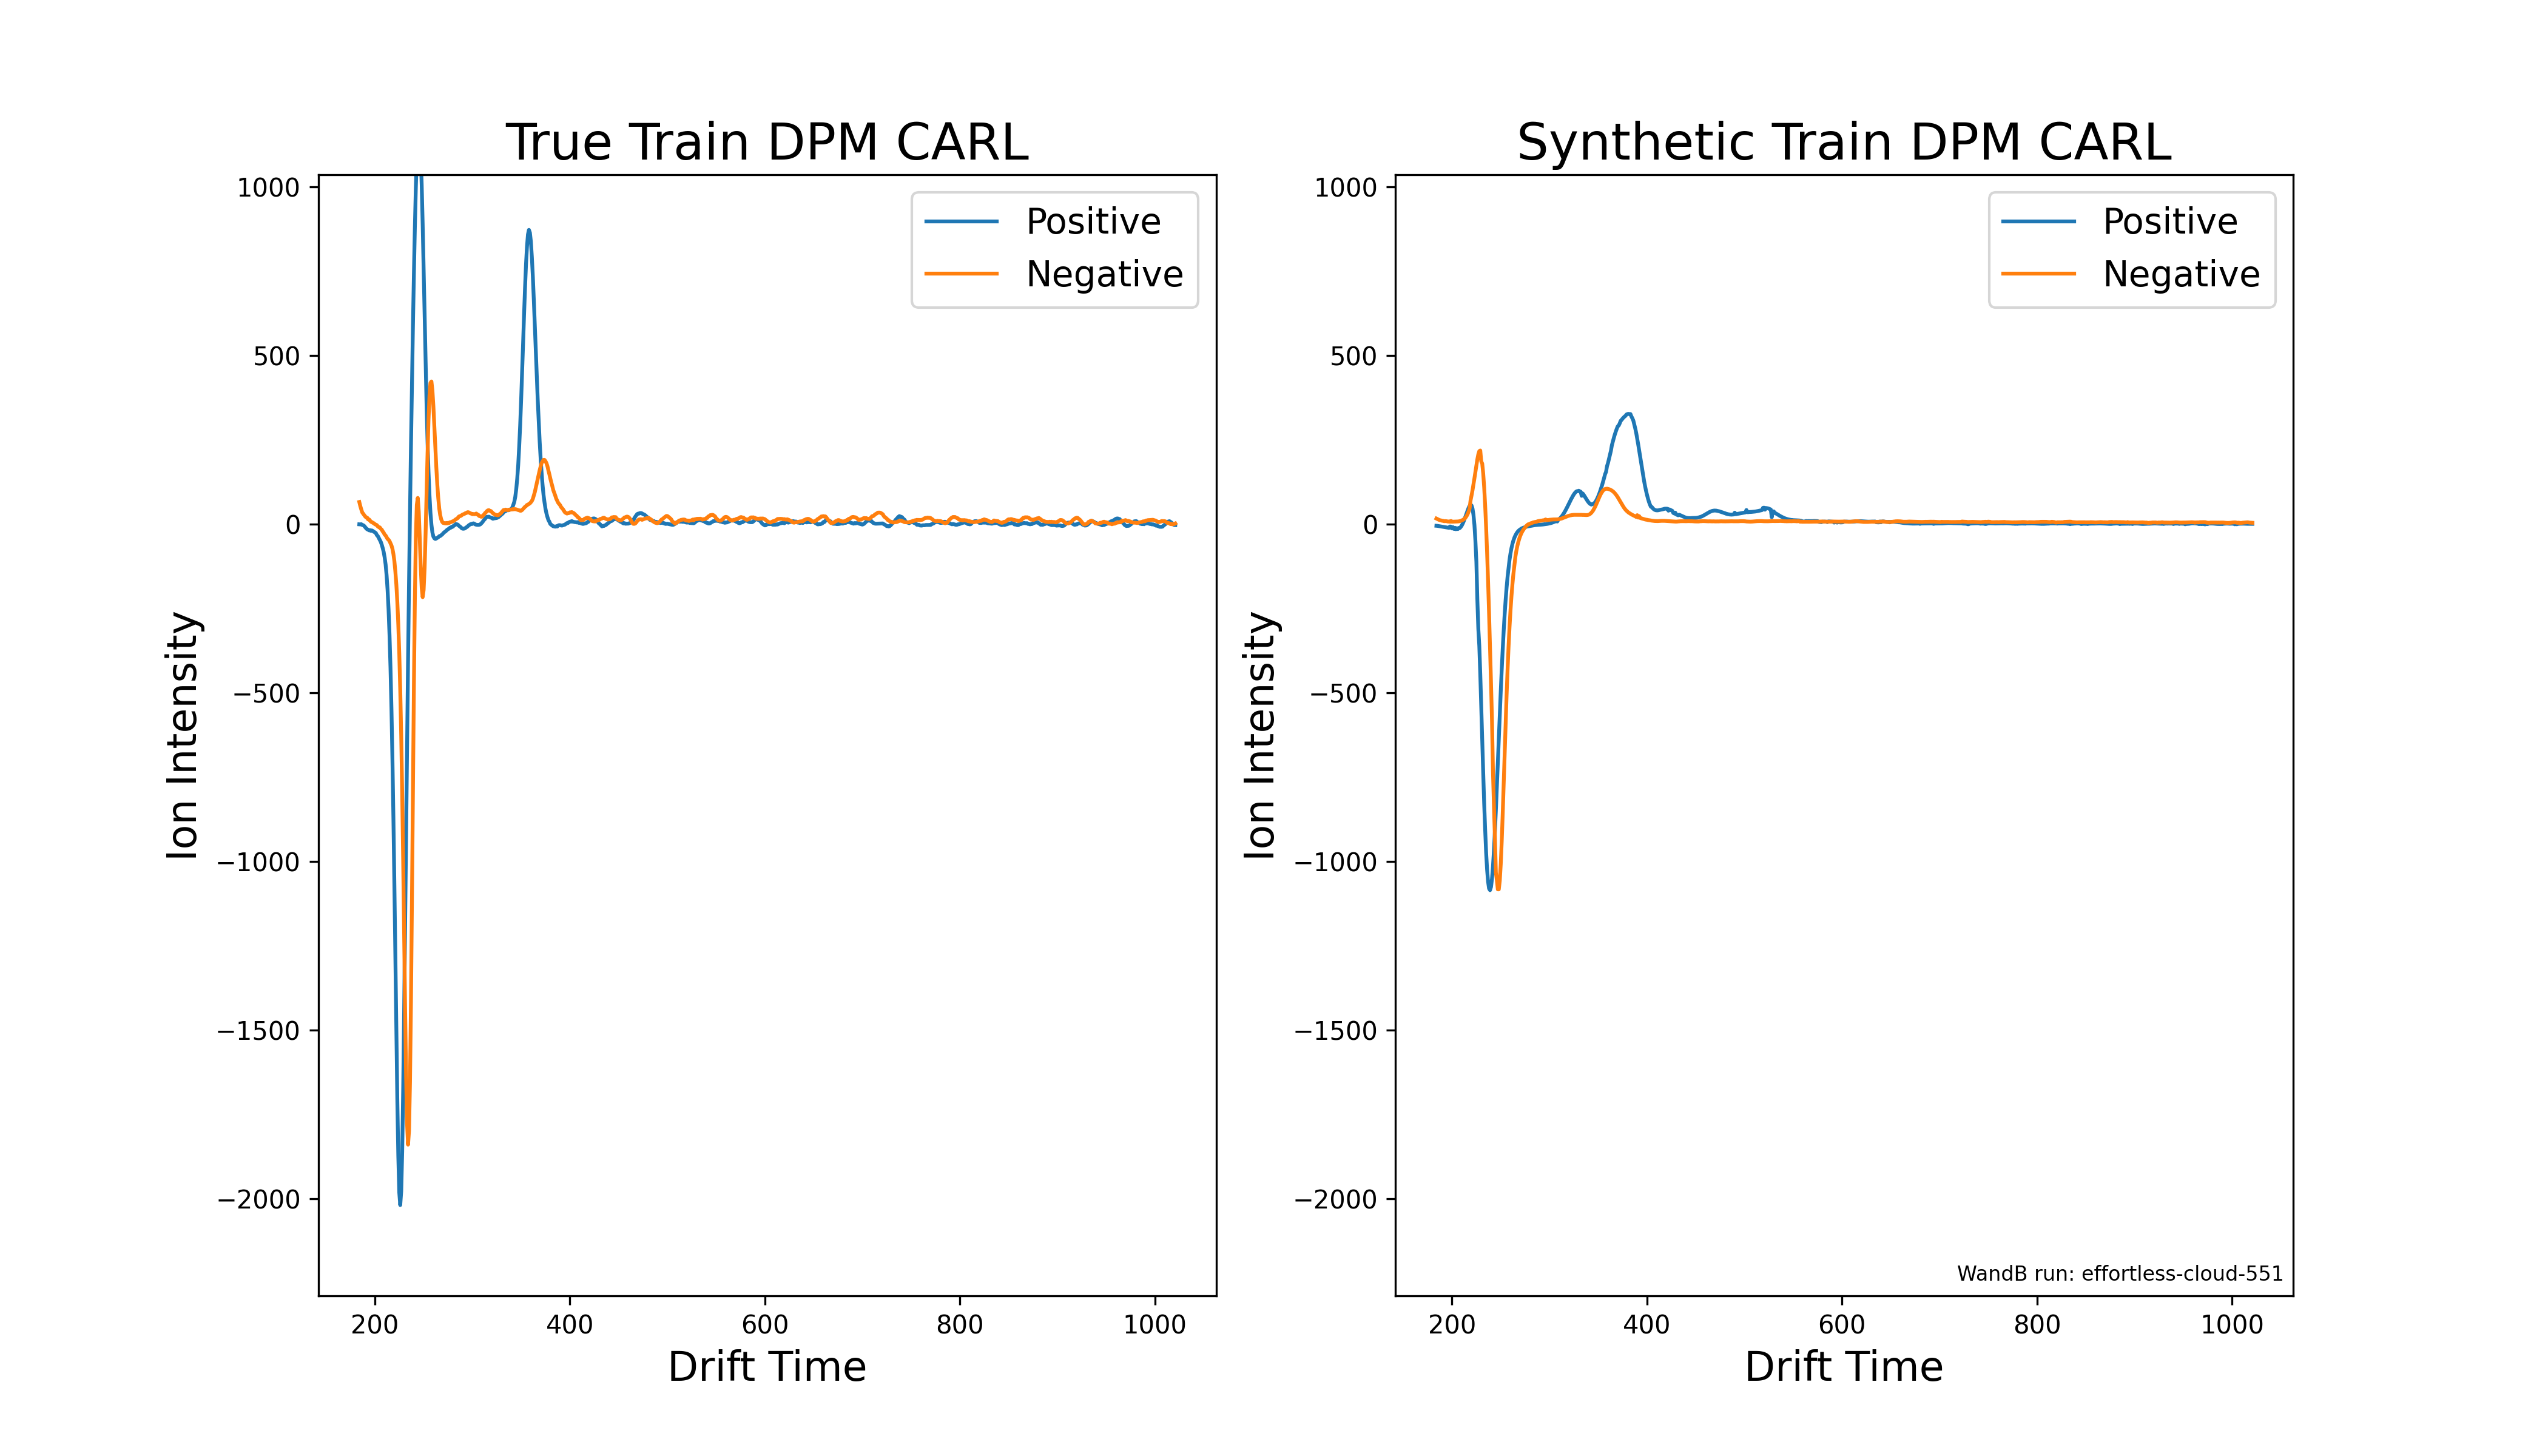 True Train DPM CARL
Synthetic Train DPM CARL
Positive
Negative
1000
500
0
−500
−1000
−1500
−2000
Ion Intensity
200
400
600
800
1000
Drift Time
Positive
Negative
1000
500
0
−500
−1000
−1500
−2000
Ion Intensity
WandB run: effortless-cloud-551
200
400
600
800
1000
Drift Time